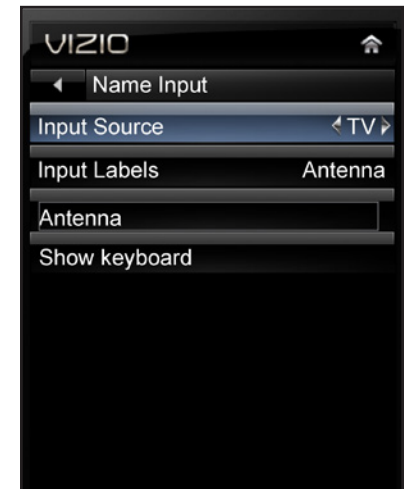 VIZIO
Name Input
Input Source TV
Input Labels Antenna
Antenna
Show keyboard